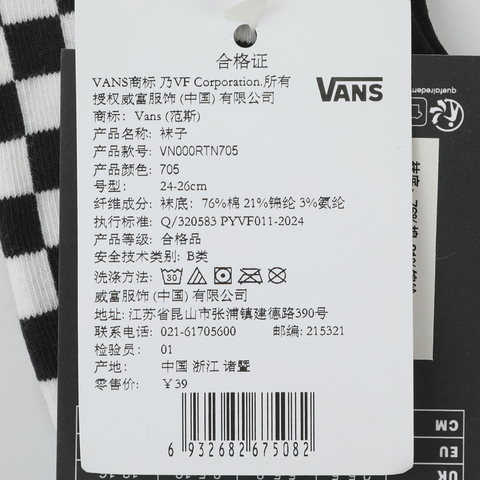 合格证
VANS商标 乃VF Corporation.所有
授权威富服饰 (中国) 有限公司
VANS
商标：Vans (范斯)
产品名称: 袜子
产品款号: VN000RTN705
产品颜色: 705
号型: 24-26cm
纤维成分: 袜底：76%棉 21%锦纶 3%氨纶
执行标准: Q/320583 PYVF011-2024
产品等级: 合格品
安全技术类别: B类
洗涤方法: 30
威富服饰 (中国) 有限公司
地址: 江苏省昆山市张浦镇建德路390号
联系电话: 021-61705600 邮编: 215321
检验员: 01
产地: 中国 浙江 诸暨
零售价: ￥39
6 932682 675082
CM
EU
UK